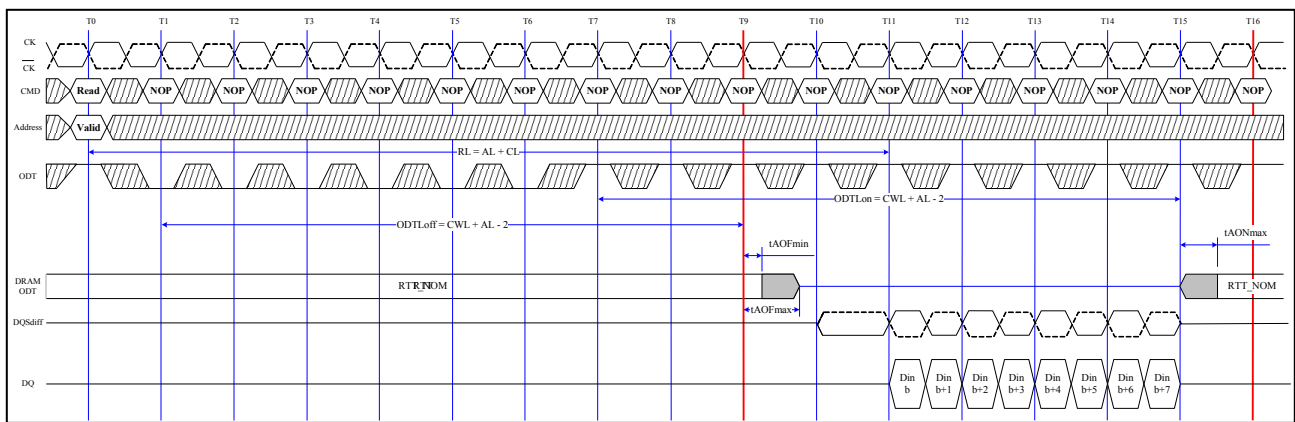 T0 T1 T2 T3 T4 T5 T6 T7 T8 T9 T10 T11 T12 T13 T14 T15 T16
CK
CK
CMD Read NOP NOP NOP NOP NOP NOP NOP NOP NOP NOP NOP NOP NOP NOP NOP NOP
Address Valid
RL = AL + CL
ODT
ODTLon = CWL + AL - 2
ODTLoff = CWL + AL - 2
tAOFmin tAONmax
DRAM
ODT
RTT_NOM RTT_NOM
tAOFmax
DQSdiff
DQ
Din Din Din Din Din Din Din Din
b b+1 b+2 b+3 b+4 b+5 b+6 b+7